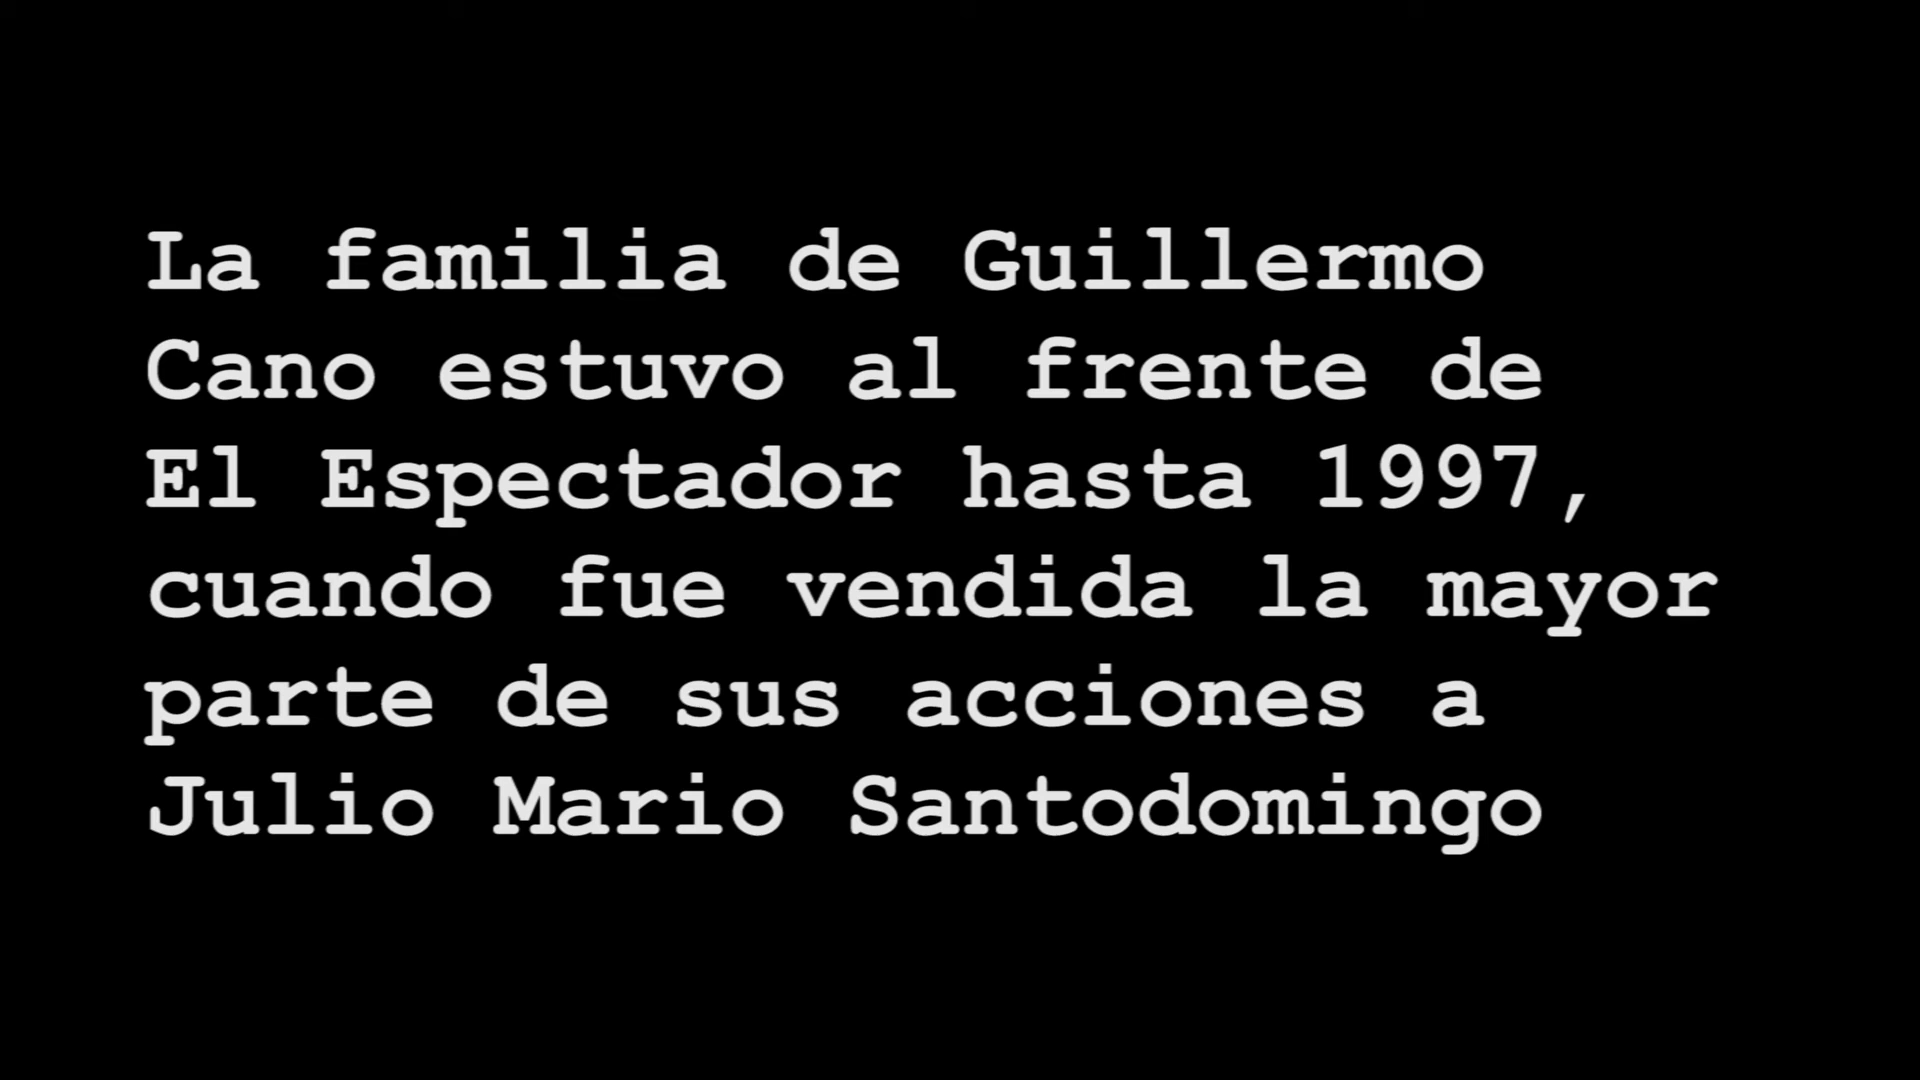 La familia de Guillermo
Cano estuvo al frente de
El Espectador hasta 1997,
cuando fue vendida la mayor
parte de sus acciones a
Julio Mario Santodomingo